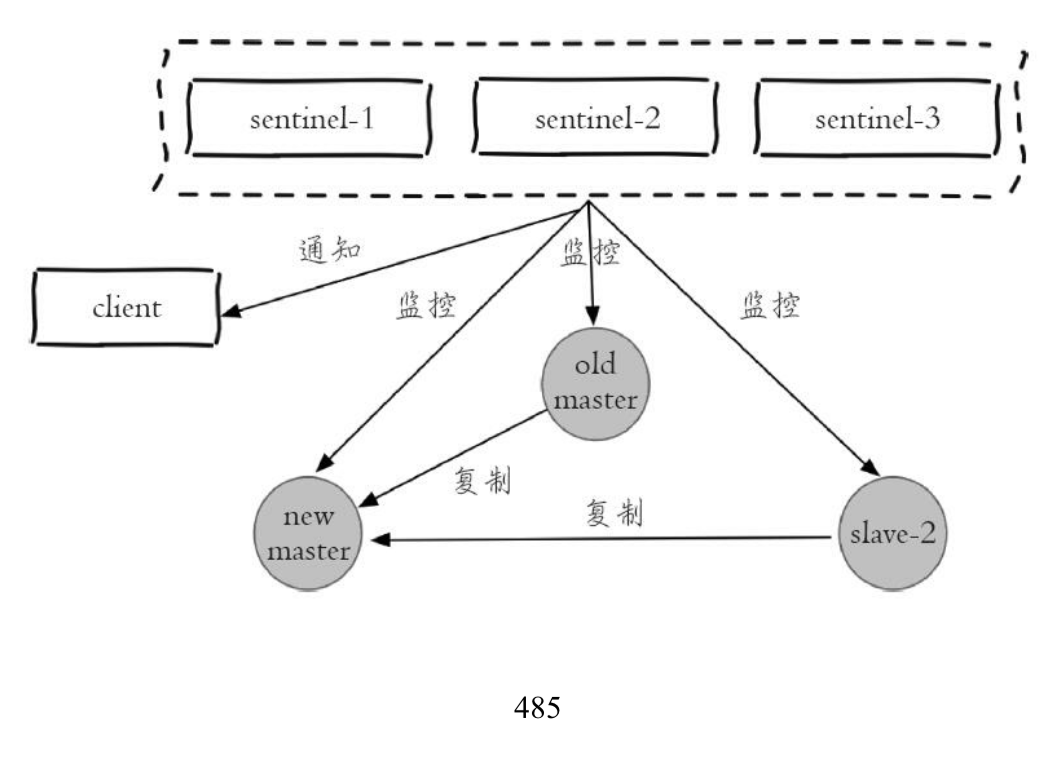 sentinel-1
sentinel-2
sentinel-3
通知
监控
client
监控
监控
old
master
复制
复制
new
master
slave-2
485